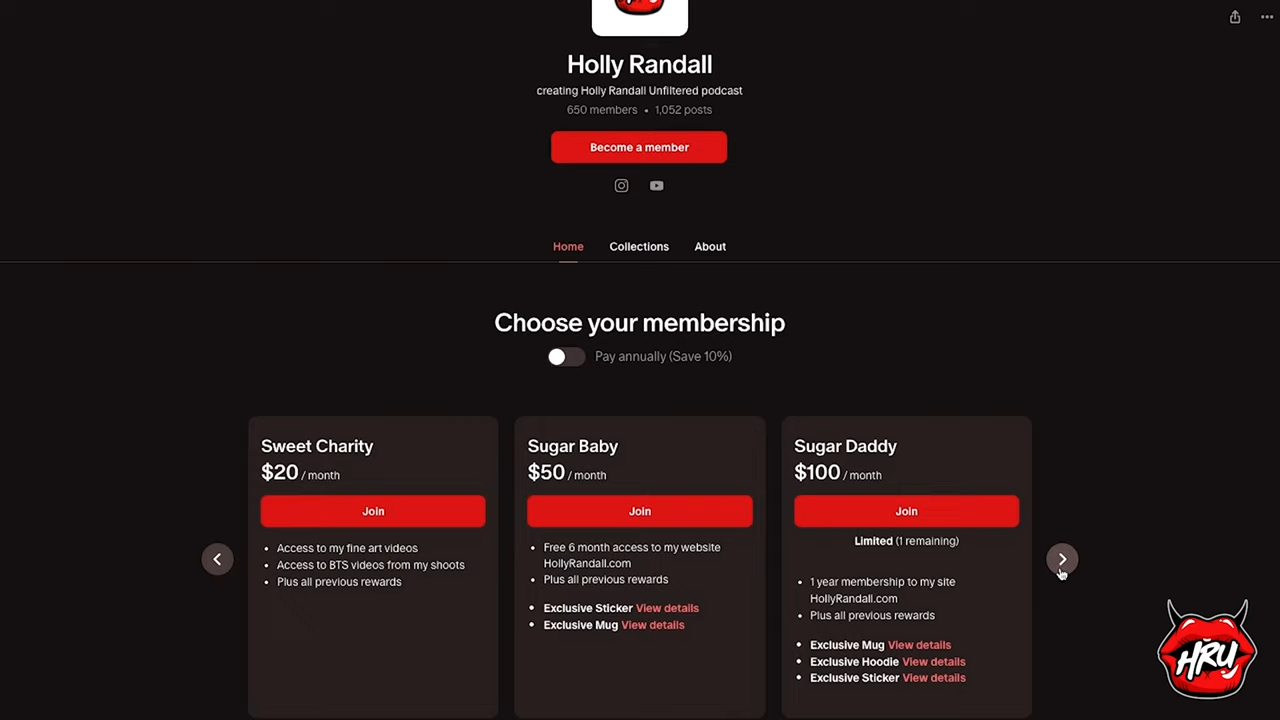 Holly Randall
creating Holly Randall Unfiltered podcast
650 members • 1,052 posts
Become a member
Home Collections About
Choose your membership
Pay annually (Save 10%)
Sweet Charity
$20 / month
Join
• Access to my fine art videos
• Access to BTS videos from my shoots
• Plus all previous rewards
Sugar Baby
$50 / month
Join
• Free 6 month access to my website
HollyRandall.com
• Plus all previous rewards
• Exclusive Sticker View details
• Exclusive Mug View details
Sugar Daddy
$100 / month
Join
Limited (1 remaining)
• 1 year membership to my site
HollyRandall.com
• Plus all previous rewards
• Exclusive Mug View details
• Exclusive Hoodie View details
• Exclusive Sticker View details
HRU